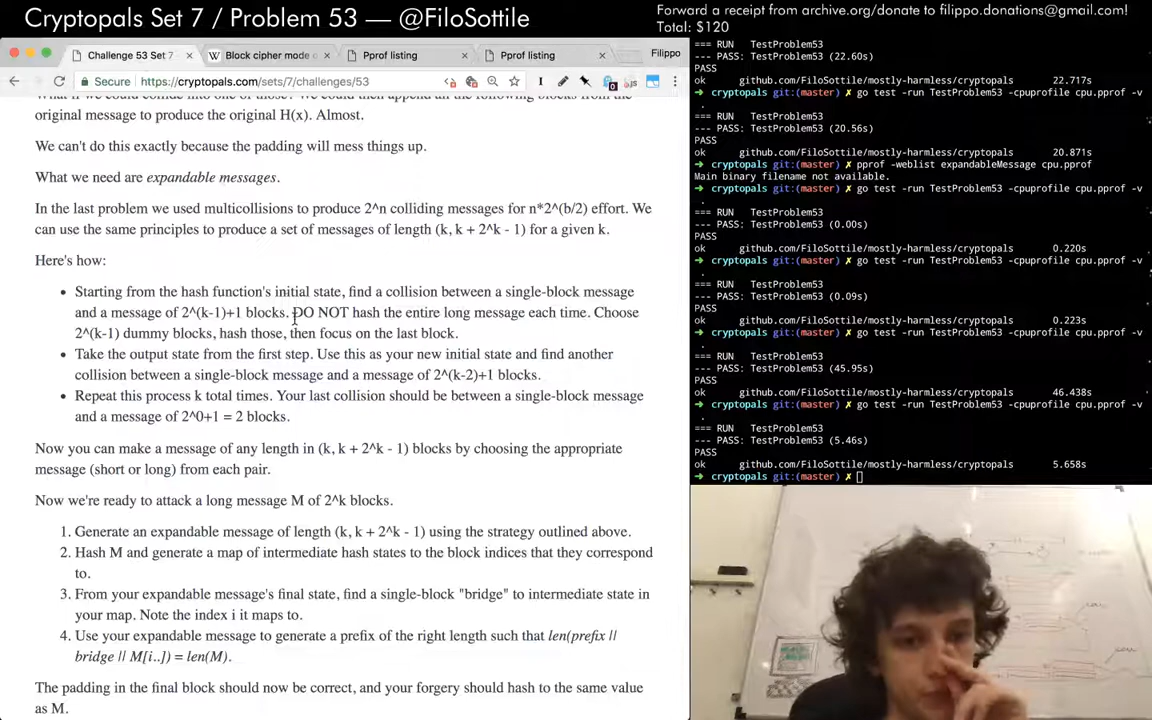 Cryptopals Set 7 / Problem 53 — @FiloSottile
Forward a receipt from archive.org/donate to filippo.donations@gmail.com!
Total: $120
Challenge 53 Set 7
Block cipher mode o
Pprof listing
Pprof listing
Filippo
Secure
https://cryptopals.com/sets/7/challenges/53
original message to produce the original H(x). Almost.
We can't do this exactly because the padding will mess things up.
What we need are expandable messages.
In the last problem we used multicollisions to produce 2^n colliding messages for n*2^(b/2) effort. We
can use the same principles to produce a set of messages of length (k, k + 2^k - 1) for a given k.
Here's how:
• Starting from the hash function's initial state, find a collision between a single-block message
and a message of 2^(k-1)+1 blocks. DO NOT hash the entire long message each time. Choose
2^(k-1) dummy blocks, hash those, then focus on the last block.
• Take the output state from the first step. Use this as your new initial state and find another
collision between a single-block message and a message of 2^(k-2)+1 blocks.
• Repeat this process k total times. Your last collision should be between a single-block message
and a message of 2^0+1 = 2 blocks.
Now you can make a message of any length in (k, k + 2^k - 1) blocks by choosing the appropriate
message (short or long) from each pair.
Now we're ready to attack a long message M of 2^k blocks.
1. Generate an expandable message of length (k, k + 2^k - 1) using the strategy outlined above.
2. Hash M and generate a map of intermediate hash states to the block indices that they correspond
to.
3. From your expandable message's final state, find a single-block "bridge" to intermediate state in
your map. Note the index i it maps to.
4. Use your expandable message to generate a prefix of the right length such that len(prefix ||
bridge || M[i..]) = len(M).
The padding in the final block should now be correct, and your forgery should hash to the same value
as M.
=== RUN TestProblem53
--- PASS: TestProblem53 (22.60s)
PASS
ok github.com/FiloSottile/mostly-harmless/cryptopals 22.717s
➜ cryptopals git:(master) ✗ go test -run TestProblem53 -cpuprofile cpu.pprof -v
.
=== RUN TestProblem53
--- PASS: TestProblem53 (20.56s)
PASS
ok github.com/FiloSottile/mostly-harmless/cryptopals 20.871s
➜ cryptopals git:(master) ✗ pprof -weblist expandableMessage cpu.pprof
Main binary filename not available.
➜ cryptopals git:(master) ✗ go test -run TestProblem53 -cpuprofile cpu.pprof -v
.
=== RUN TestProblem53
--- PASS: TestProblem53 (0.00s)
PASS
ok github.com/FiloSottile/mostly-harmless/cryptopals 0.220s
➜ cryptopals git:(master) ✗ go test -run TestProblem53 -cpuprofile cpu.pprof -v
.
=== RUN TestProblem53
--- PASS: TestProblem53 (0.09s)
PASS
ok github.com/FiloSottile/mostly-harmless/cryptopals 0.223s
➜ cryptopals git:(master) ✗ go test -run TestProblem53 -cpuprofile cpu.pprof -v
.
=== RUN TestProblem53
--- PASS: TestProblem53 (45.95s)
PASS
ok github.com/FiloSottile/mostly-harmless/cryptopals 46.438s
➜ cryptopals git:(master) ✗ go test -run TestProblem53 -cpuprofile cpu.pprof -v
.
=== RUN TestProblem53
--- PASS: TestProblem53 (5.46s)
PASS
ok github.com/FiloSottile/mostly-harmless/cryptopals 5.658s
➜ cryptopals git:(master) ✗